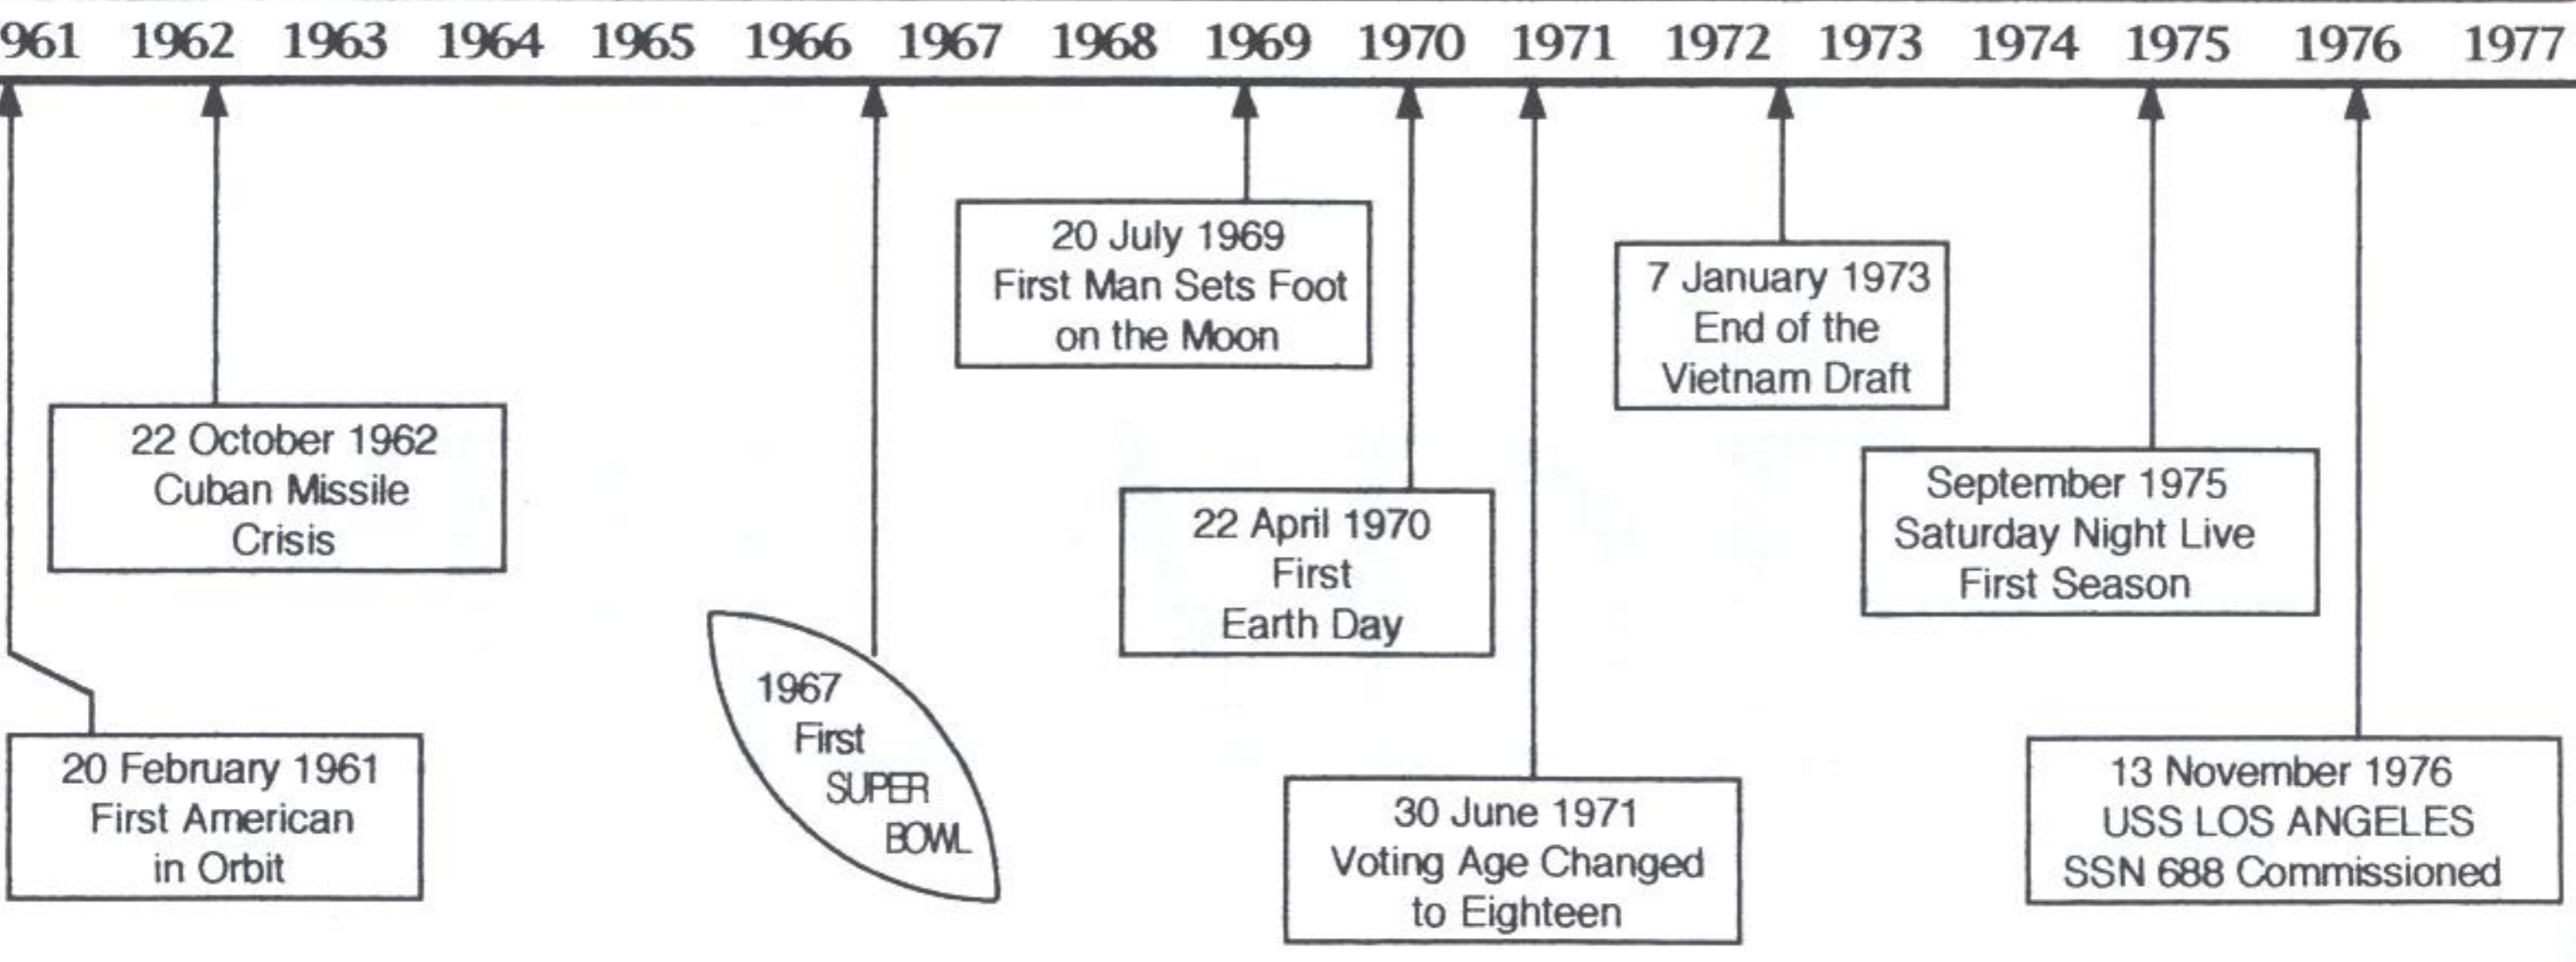 961 1962 1963 1964 1965 1966 1967 1968 1969 1970 1971 1972 1973 1974 1975 1976 1977
20 July 1969
First Man Sets Foot
on the Moon
7 January 1973
End of the
Vietnam Draft
22 October 1962
Cuban Missile
Crisis
September 1975
Saturday Night Live
First Season
22 April 1970
First
Earth Day
1967
First
SUPER
BOWL
20 February 1961
First American
in Orbit
30 June 1971
Voting Age Changed
to Eighteen
13 November 1976
USS LOS ANGELES
SSN 688 Commissioned